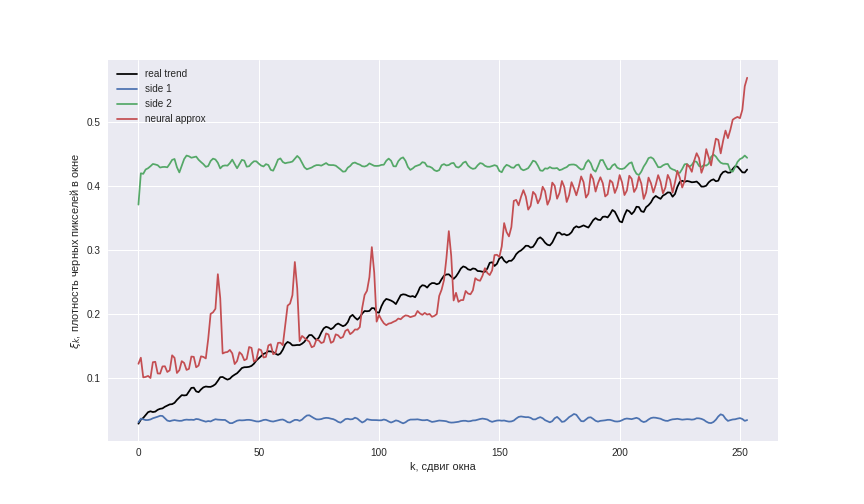 real trend
side 1
side 2
neural approx
0.5
0.4
0.3
0.2
0.1
ξk, плотность черных пикселей в окне
0 50 100 150 200 250
k, сдвиг окна